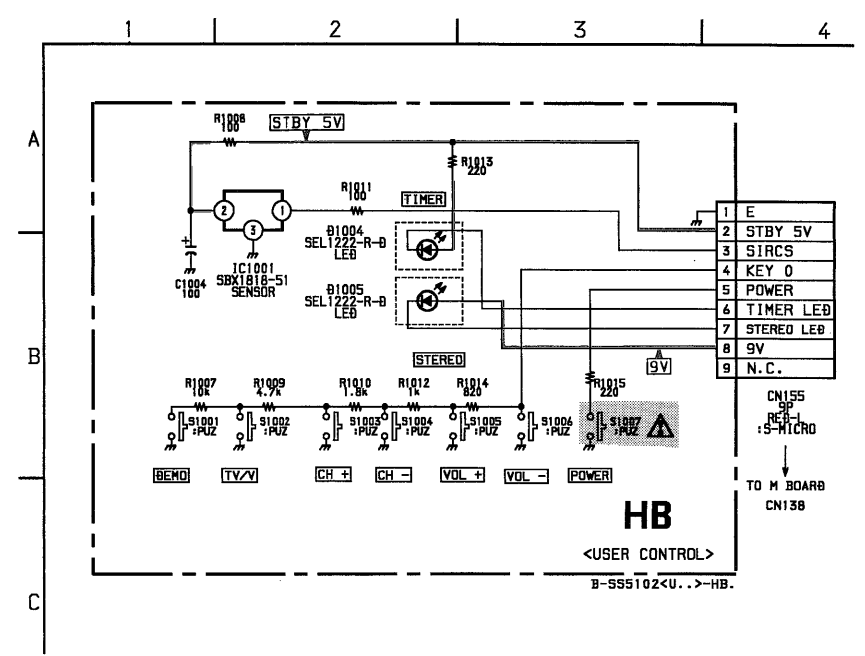 1 2 3 4
A
B
C
R1008
100
STBY 5V
R1013
220
R1011
100
TIMER
2
1
3
D1004
SEL1222-R-D
LED
C1004
100
IC1001
SBX1818-51
SENSOR
D1005
SEL1222-R-D
LED
STEREO
9V
1 E
2 STBY 5V
3 SIRCS
4 KEY 0
5 POWER
6 TIMER LED
7 STEREO LED
8 9V
9 N.C.
CN155
9P
RED-L
:S-MICRO
TO M BOARD
CN138
R1007
10k
R1009
4.7k
R1010
1.8k
R1012
1k
R1014
820
R1015
220
S1001
:PUZ
S1002
:PUZ
S1003
:PUZ
S1004
:PUZ
S1005
:PUZ
S1006
:PUZ
S1007
:PUZ
DEMO
TV/V
CH +
CH -
VOL +
VOL -
POWER
HB
<USER CONTROL>
B-SS5102<U..>-HB.